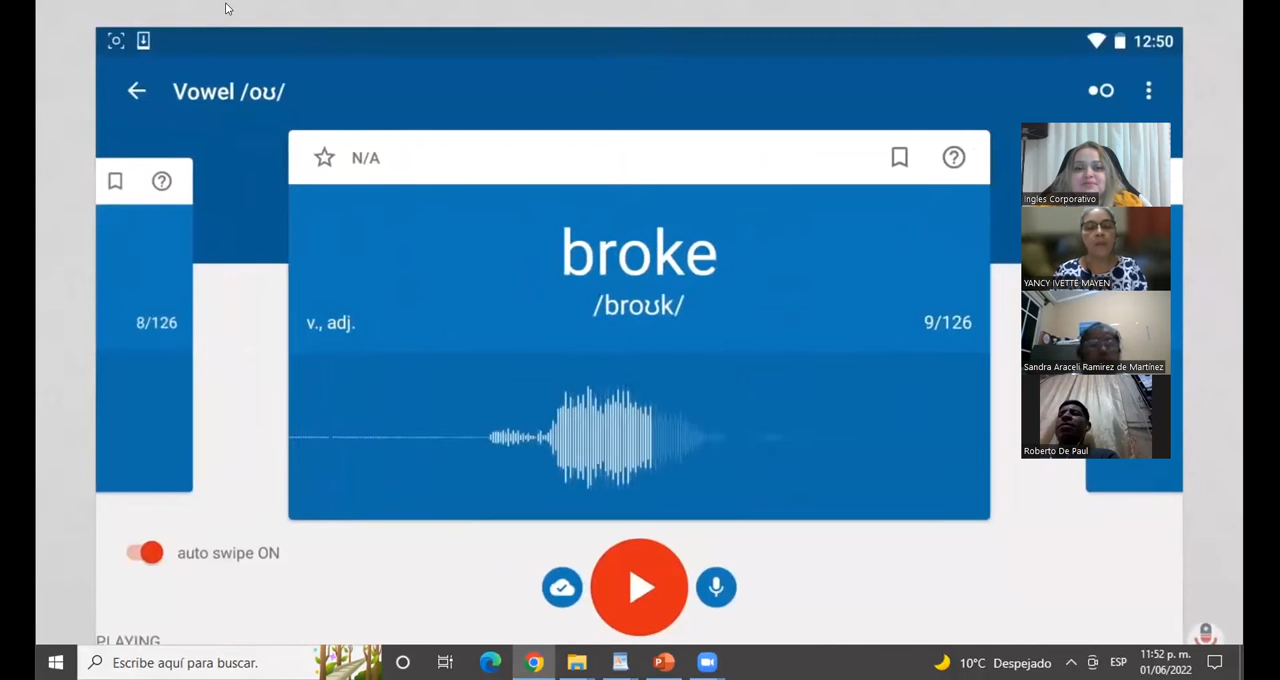 12:50
Vowel /oʊ/
N/A
broke
/broʊk/
v., adj.
8/126
9/126
auto swipe ON
PLAYING
Ingles Corporativo
YANCY IVETTE MAYEN
Sandra Araceli Ramirez de Martínez
Roberto De Paul
Escribe aquí para buscar.
10°C Despejado
ESP
11:52 p. m.
01/06/2022